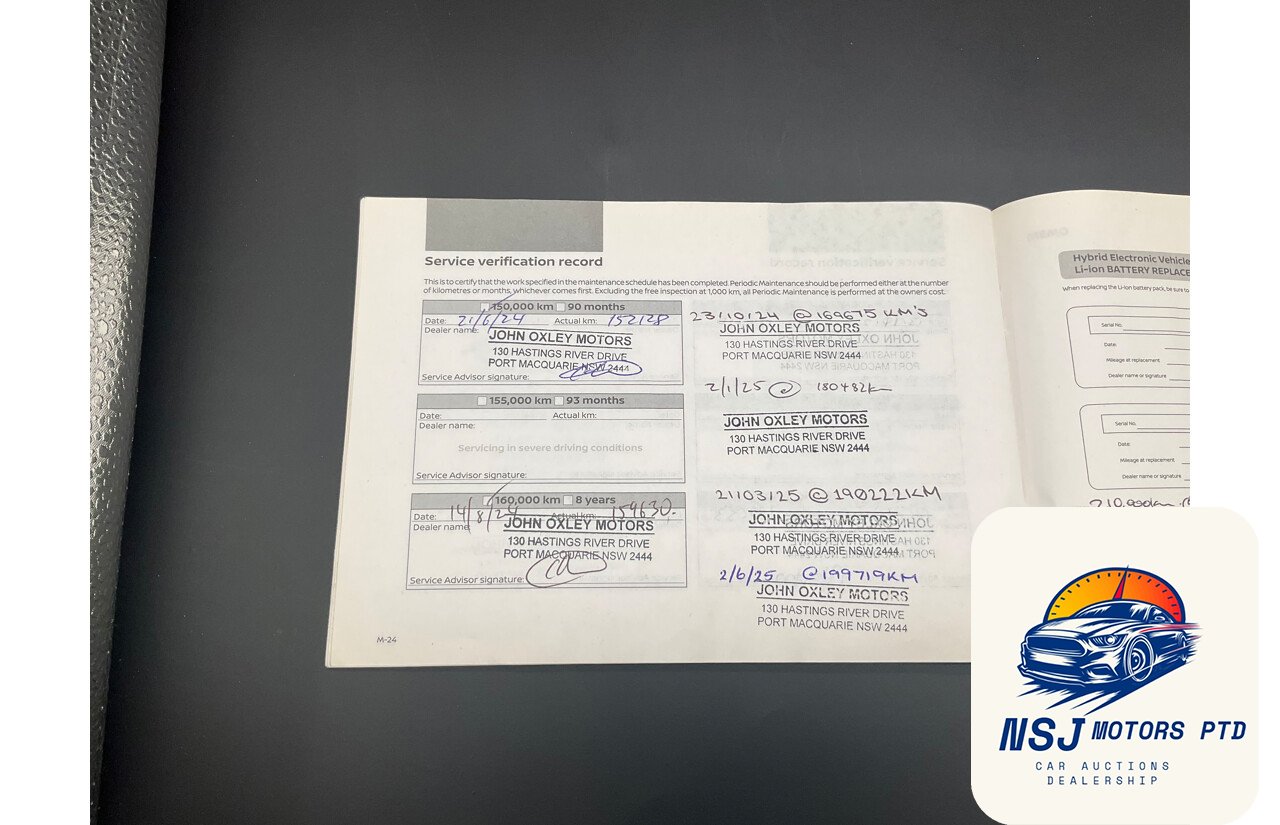 Service verification record
This is to certify that the work specified in the maintenance schedule has been completed. Periodic Maintenance should be performed either at the number
of kilometres or months, whichever comes first. Excluding the free inspection at 1,000 km, all Periodic Maintenance is performed at the owners cost.
150,000 km 90 months
Date: 21/6/24 Actual km: 152128
Dealer name:
JOHN OXLEY MOTORS
130 HASTINGS RIVER DRIVE
PORT MACQUARIE NSW 2444
Service Advisor signature:
155,000 km 93 months
Date: Actual km:
Dealer name:
Servicing in severe driving conditions
Service Advisor signature:
160,000 km 8 years
Date: 14/8/24 Actual km: 159630.
Dealer name:
JOHN OXLEY MOTORS
130 HASTINGS RIVER DRIVE
PORT MACQUARIE NSW 2444
Service Advisor signature:
M-24
23/10/24 @ 169675 KM'S
JOHN OXLEY MOTORS
130 HASTINGS RIVER DRIVE
PORT MACQUARIE NSW 2444
2/1/25 @ 180482k
JOHN OXLEY MOTORS
130 HASTINGS RIVER DRIVE
PORT MACQUARIE NSW 2444
21/03/25 @ 190222KM
JOHN OXLEY MOTORS
130 HASTINGS RIVER DRIVE
PORT MACQUARIE NSW 2444
2/6/25 @199719KM
JOHN OXLEY MOTORS
130 HASTINGS RIVER DRIVE
PORT MACQUARIE NSW 2444
Hybrid Electronic Vehicle
Li-ion BATTERY REPLACE
When replacing the Li-ion battery pack, be sure to
Serial No.
Date:
Mileage at replacement
Dealer name or signature
Serial No.
Date:
Mileage at replacement
Dealer name or signature
NSJ MOTORS PTD
CAR AUCTIONS
DEALERSHIP